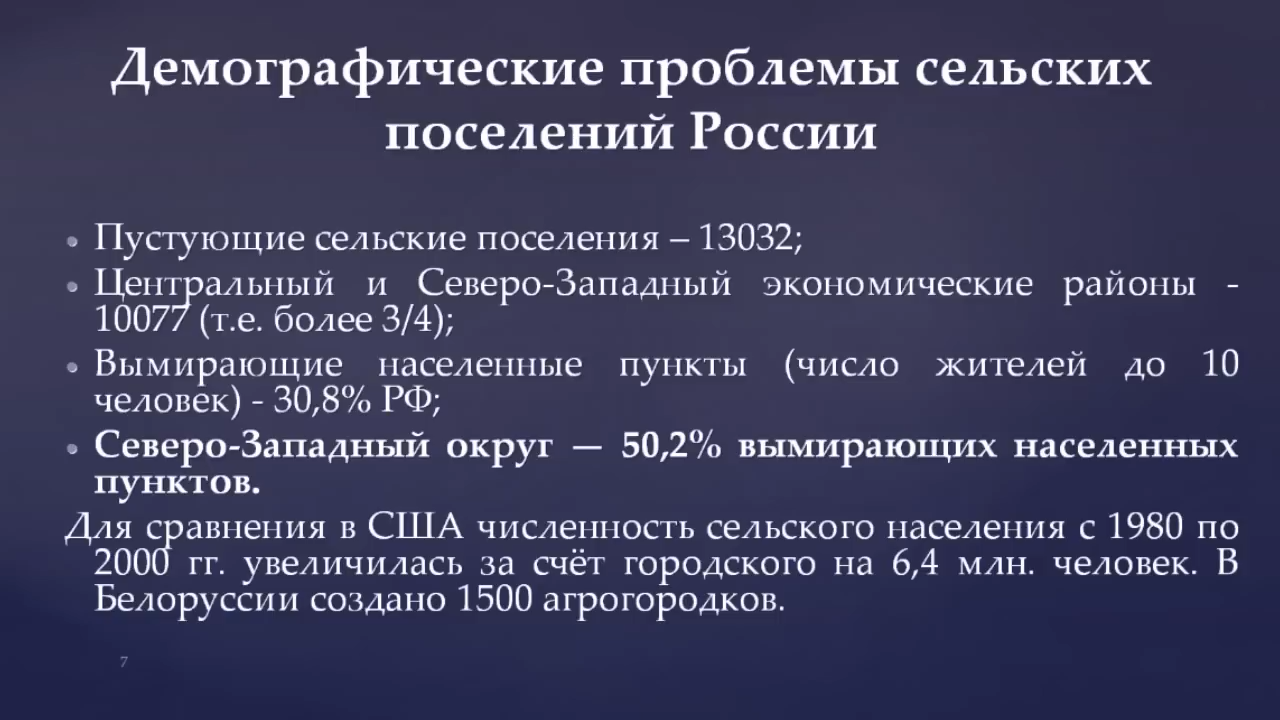 Демографические проблемы сельских
поселений России
• Пустующие сельские поселения – 13032;
• Центральный и Северо-Западный экономические районы -
10077 (т.е. более 3/4);
• Вымирающие населенные пункты (число жителей до 10
человек) - 30,8% РФ;
• Северо-Западный округ — 50,2% вымирающих населенных
пунктов.
Для сравнения в США численность сельского населения с 1980 по
2000 гг. увеличилась за счёт городского на 6,4 млн. человек. В
Белоруссии создано 1500 агрогородков.
7